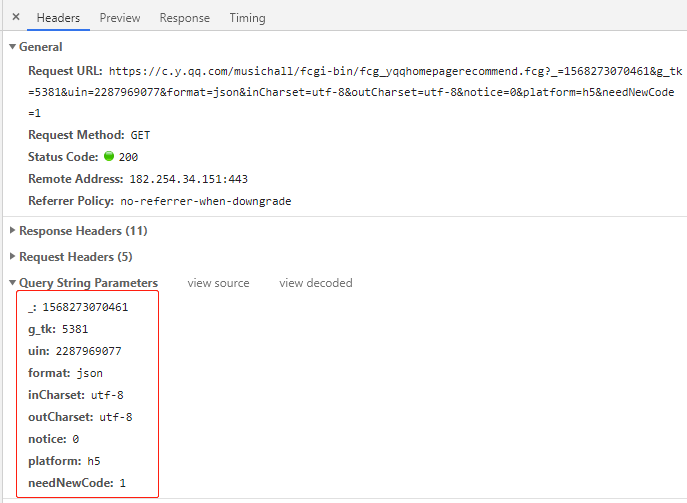 × Headers Preview Response Timing
▼ General
Request URL: https://c.y.qq.com/musichall/fcgi-bin/fcg_yqqhomepagerecommend.fcg?_=1568273070461&g_tk
=5381&uin=2287969077&format=json&inCharset=utf-8&outCharset=utf-8&notice=0&platform=h5&needNewCode
=1
Request Method: GET
Status Code: 200
Remote Address: 182.254.34.151:443
Referrer Policy: no-referrer-when-downgrade
▶ Response Headers (11)
▶ Request Headers (5)
▼ Query String Parameters view source view decoded
_: 1568273070461
g_tk: 5381
uin: 2287969077
format: json
inCharset: utf-8
outCharset: utf-8
notice: 0
platform: h5
needNewCode: 1